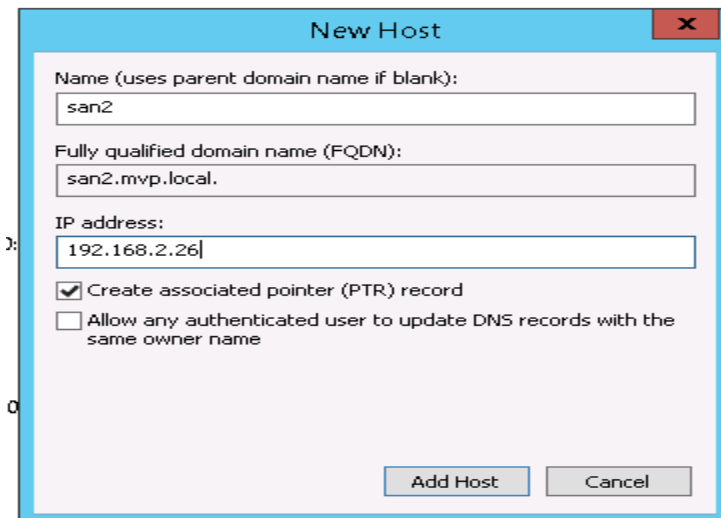 New Host
x
Name (uses parent domain name if blank):
san2
Fully qualified domain name (FQDN):
san2.mvp.local.
IP address:
192.168.2.26
Create associated pointer (PTR) record
Allow any authenticated user to update DNS records with the
same owner name
Add Host
Cancel